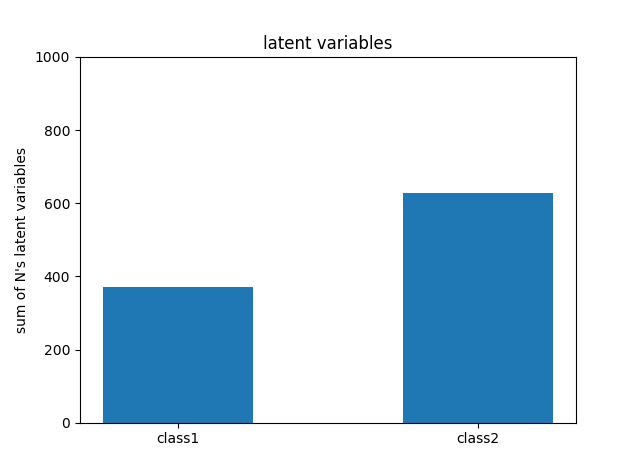 latent variables
sum of N's latent variables
1000
800
600
400
200
0
class1 class2